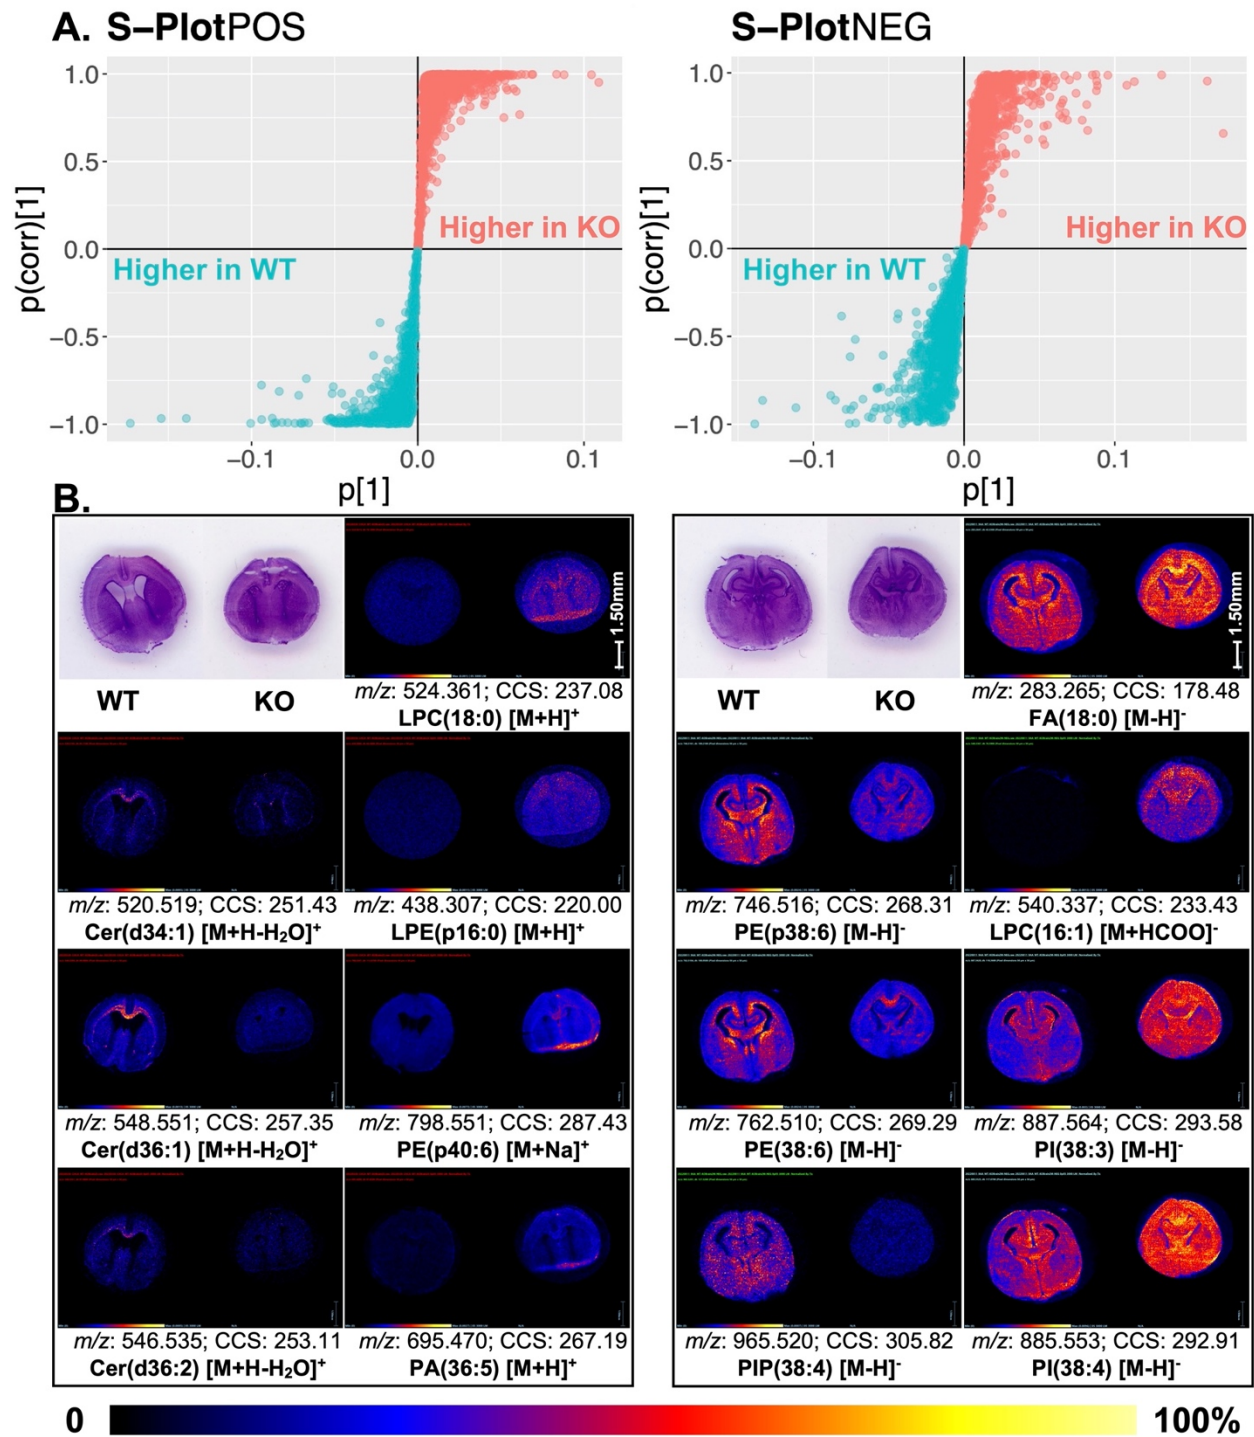 A. S–PlotPOS
S–PlotNEG
p(corr)[1]
1.0
0.5
0.0
−0.5
−1.0
Higher in KO
Higher in WT
−0.1
0.0
0.1
p[1]
p(corr)[1]
1.0
0.5
0.0
−0.5
−1.0
Higher in KO
Higher in WT
−0.1
0.0
0.1
p[1]
B.
WT
KO
1.50mm
m/z: 524.361; CCS: 237.08
LPC(18:0) [M+H]⁺
m/z: 520.519; CCS: 251.43
Cer(d34:1) [M+H-H₂O]⁺
m/z: 438.307; CCS: 220.00
LPE(p16:0) [M+H]⁺
m/z: 548.551; CCS: 257.35
Cer(d36:1) [M+H-H₂O]⁺
m/z: 798.551; CCS: 287.43
PE(p40:6) [M+Na]⁺
m/z: 546.535; CCS: 253.11
Cer(d36:2) [M+H-H₂O]⁺
m/z: 695.470; CCS: 267.19
PA(36:5) [M+H]⁺
WT
KO
1.50mm
m/z: 283.265; CCS: 178.48
FA(18:0) [M-H]⁻
m/z: 746.516; CCS: 268.31
PE(p38:6) [M-H]⁻
m/z: 540.337; CCS: 233.43
LPC(16:1) [M+HCOO]⁻
m/z: 762.510; CCS: 269.29
PE(38:6) [M-H]⁻
m/z: 887.564; CCS: 293.58
PI(38:3) [M-H]⁻
m/z: 965.520; CCS: 305.82
PIP(38:4) [M-H]⁻
m/z: 885.553; CCS: 292.91
PI(38:4) [M-H]⁻
0
100%